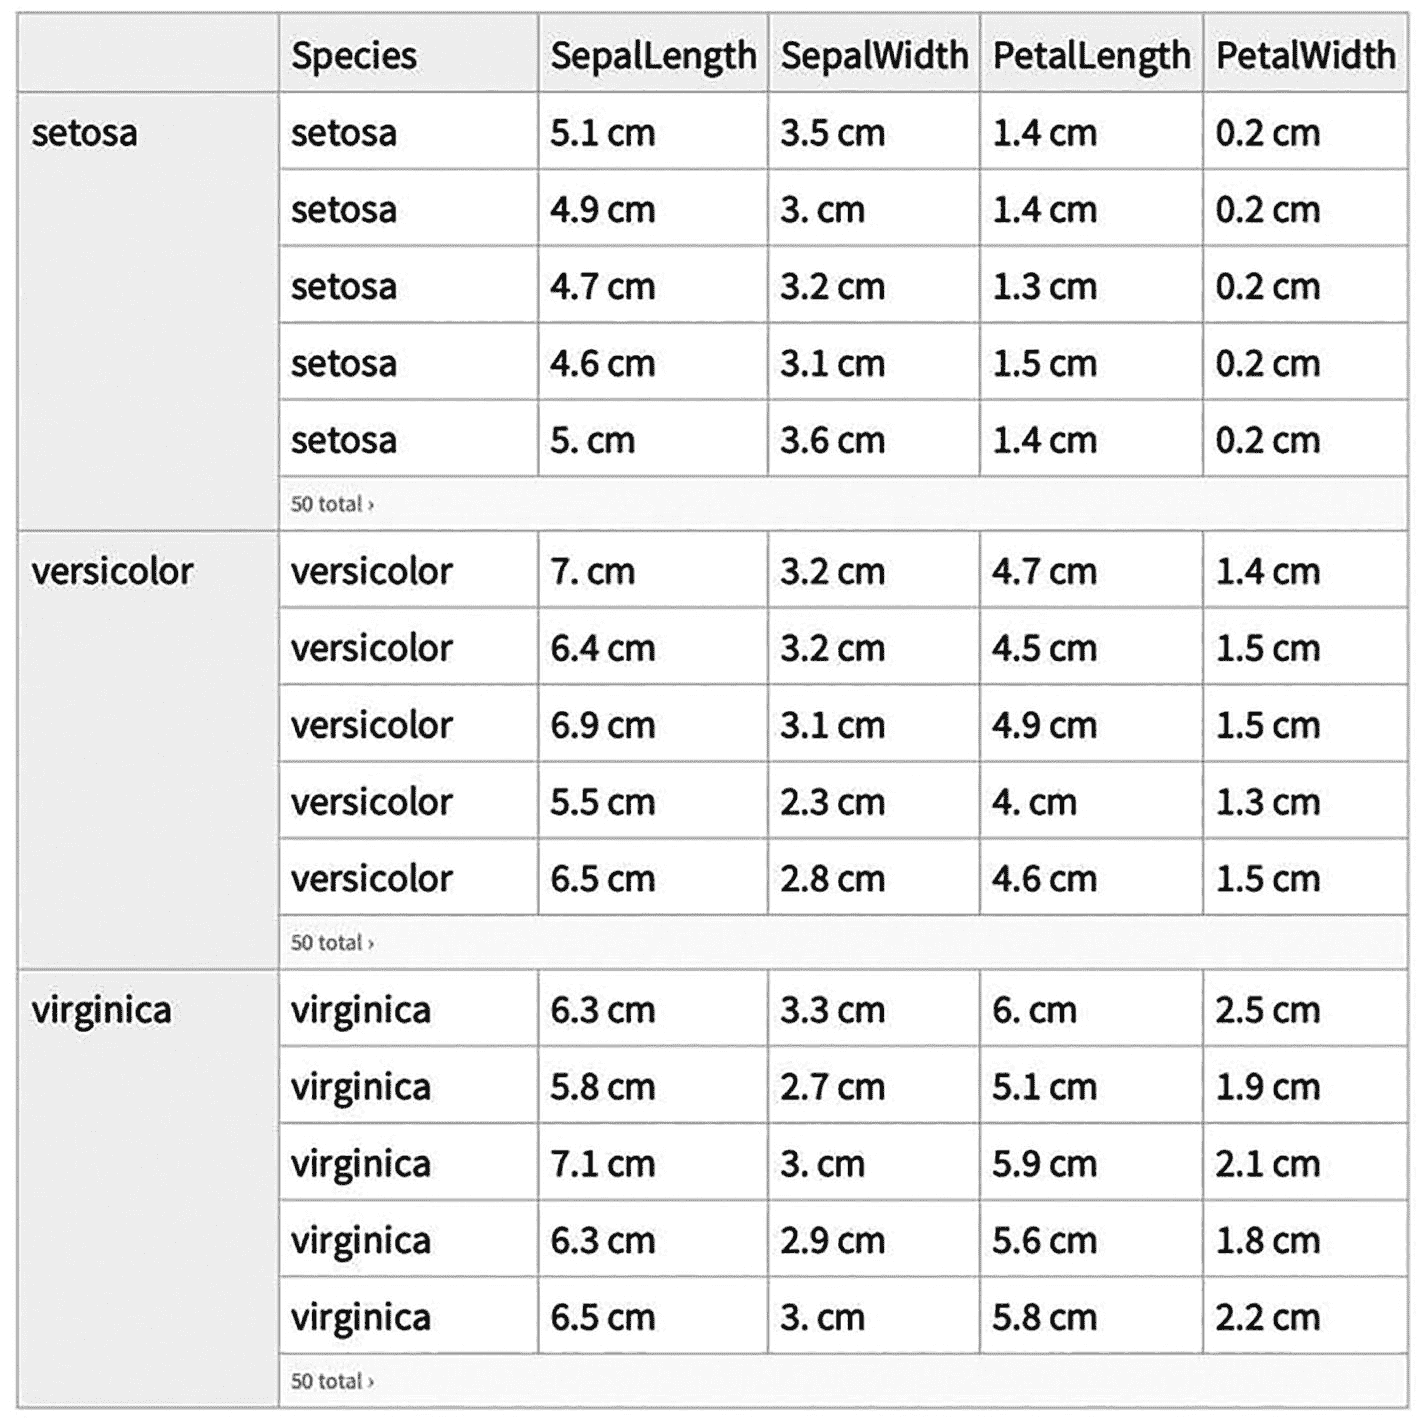 Species SepalLength SepalWidth PetalLength PetalWidth
setosa setosa 5.1 cm 3.5 cm 1.4 cm 0.2 cm
setosa 4.9 cm 3. cm 1.4 cm 0.2 cm
setosa 4.7 cm 3.2 cm 1.3 cm 0.2 cm
setosa 4.6 cm 3.1 cm 1.5 cm 0.2 cm
setosa 5. cm 3.6 cm 1.4 cm 0.2 cm
50 total ›
versicolor versicolor 7. cm 3.2 cm 4.7 cm 1.4 cm
versicolor 6.4 cm 3.2 cm 4.5 cm 1.5 cm
versicolor 6.9 cm 3.1 cm 4.9 cm 1.5 cm
versicolor 5.5 cm 2.3 cm 4. cm 1.3 cm
versicolor 6.5 cm 2.8 cm 4.6 cm 1.5 cm
50 total ›
virginica virginica 6.3 cm 3.3 cm 6. cm 2.5 cm
virginica 5.8 cm 2.7 cm 5.1 cm 1.9 cm
virginica 7.1 cm 3. cm 5.9 cm 2.1 cm
virginica 6.3 cm 2.9 cm 5.6 cm 1.8 cm
virginica 6.5 cm 3. cm 5.8 cm 2.2 cm
50 total ›